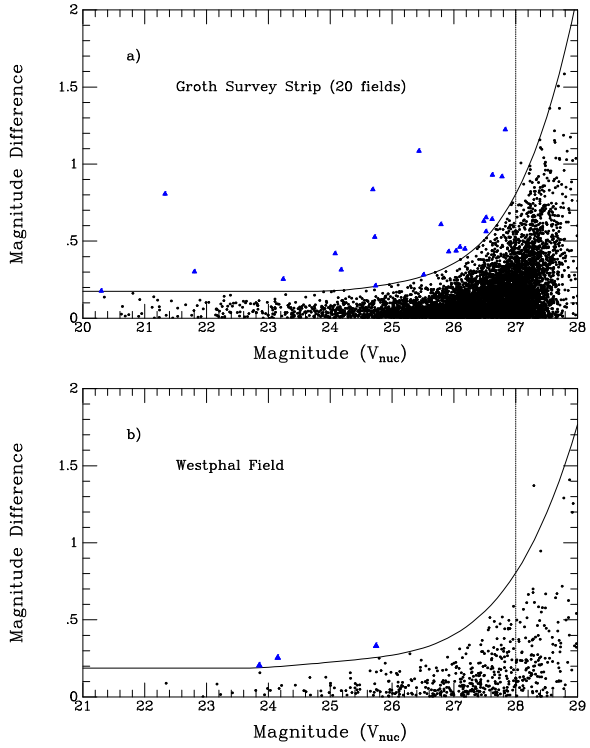 2
a)
Groth Survey Strip (20 fields)
1.5
Magnitude Difference
1
.5
0
20 21 22 23 24 25 26 27 28
Magnitude (Vnuc)
2
b)
Westphal Field
1.5
Magnitude Difference
1
.5
0
21 22 23 24 25 26 27 28 29
Magnitude (Vnuc)